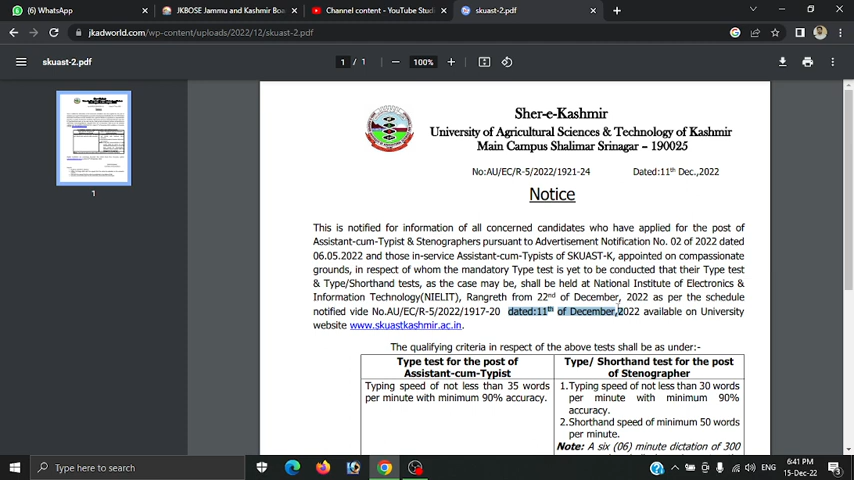 (6) WhatsApp
JKBOSE Jammu and Kashmir Boa
Channel content - YouTube Studi
skuast-2.pdf
jkadworld.com/wp-content/uploads/2022/12/skuast-2.pdf
skuast-2.pdf
1 / 1
100%
Sher-e-Kashmir
University of Agricultural Sciences & Technology of Kashmir
Main Campus Shalimar Srinagar – 190025
No:AU/EC/R-5/2022/1921-24 Dated:11th Dec.,2022
Notice
This is notified for information of all concerned candidates who have applied for the post of
Assistant-cum-Typist & Stenographers pursuant to Advertisement Notification No. 02 of 2022 dated
06.05.2022 and those in-service Assistant-cum-Typists of SKUAST-K, appointed on compassionate
grounds, in respect of whom the mandatory Type test is yet to be conducted that their Type test
& Type/Shorthand tests, as the case may be, shall be held at National Institute of Electronics &
Information Technology(NIELIT), Rangreth from 22nd of December, 2022 as per the schedule
notified vide No.AU/EC/R-5/2022/1917-20 dated:11th of December,2022 available on University
website www.skuastkashmir.ac.in.
The qualifying criteria in respect of the above tests shall be as under:-
Type test for the post of
Assistant-cum-Typist
Type/ Shorthand test for the post
of Stenographer
Typing speed of not less than 35 words
per minute with minimum 90% accuracy.
1.Typing speed of not less than 30 words
per minute with minimum 90%
accuracy.
2.Shorthand speed of minimum 50 words
per minute.
Note: A six (06) minute dictation of 300
1
Type here to search
ENG
6:41 PM
15-Dec-22
3